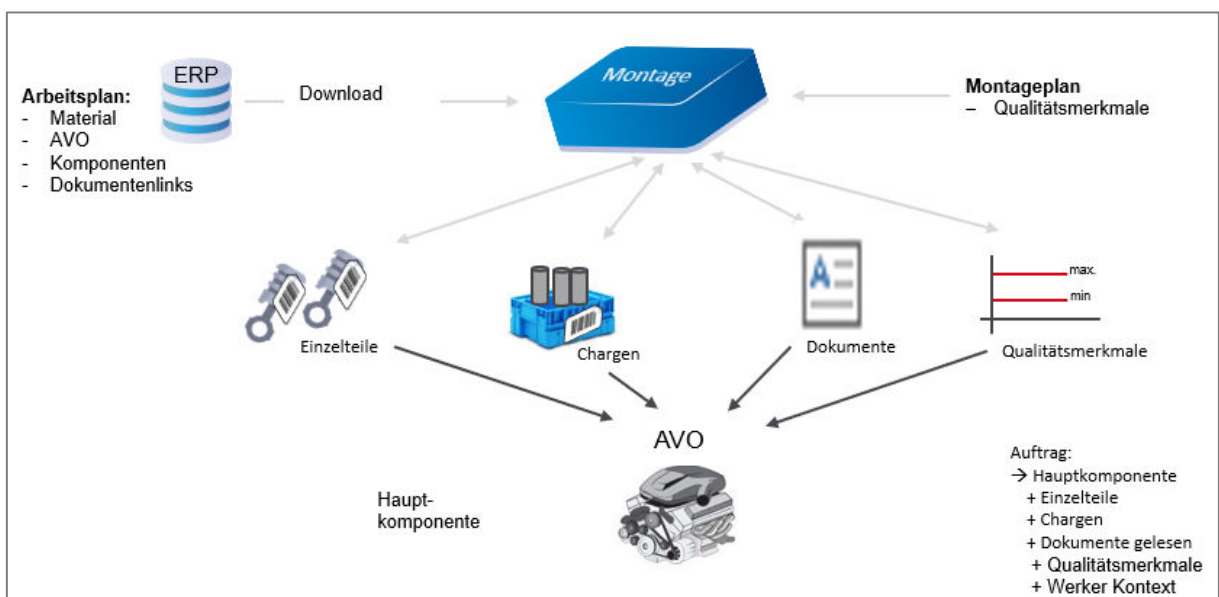 ERP
Arbeitsplan:
- Material
- AVO
- Komponenten
- Dokumentenlinks
Download
Montage
Montageplan
– Qualitätsmerkmale
Einzelteile
Chargen
A
Dokumente
max.
min
Qualitätsmerkmale
AVO
Haupt-
komponente
Auftrag:
→ Hauptkomponente
+ Einzelteile
+ Chargen
+ Dokumente gelesen
+ Qualitätsmerkmale
+ Werker Kontext